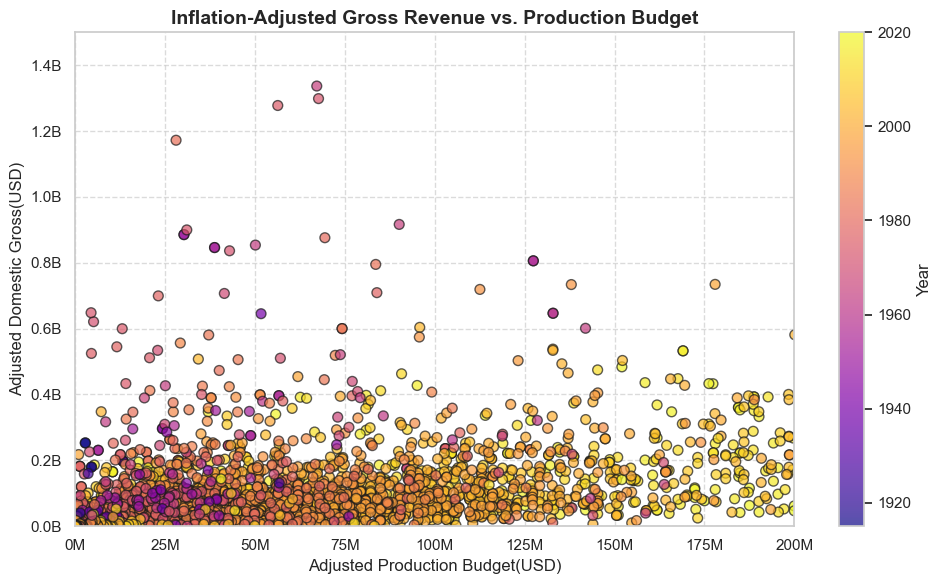 Inflation-Adjusted Gross Revenue vs. Production Budget
1.4B
1.2B
1.0B
0.8B
0.6B
0.4B
0.2B
0.0B
Adjusted Domestic Gross(USD)
0M 25M 50M 75M 100M 125M 150M 175M 200M
Adjusted Production Budget(USD)
2020
2000
1980
1960
1940
1920
Year